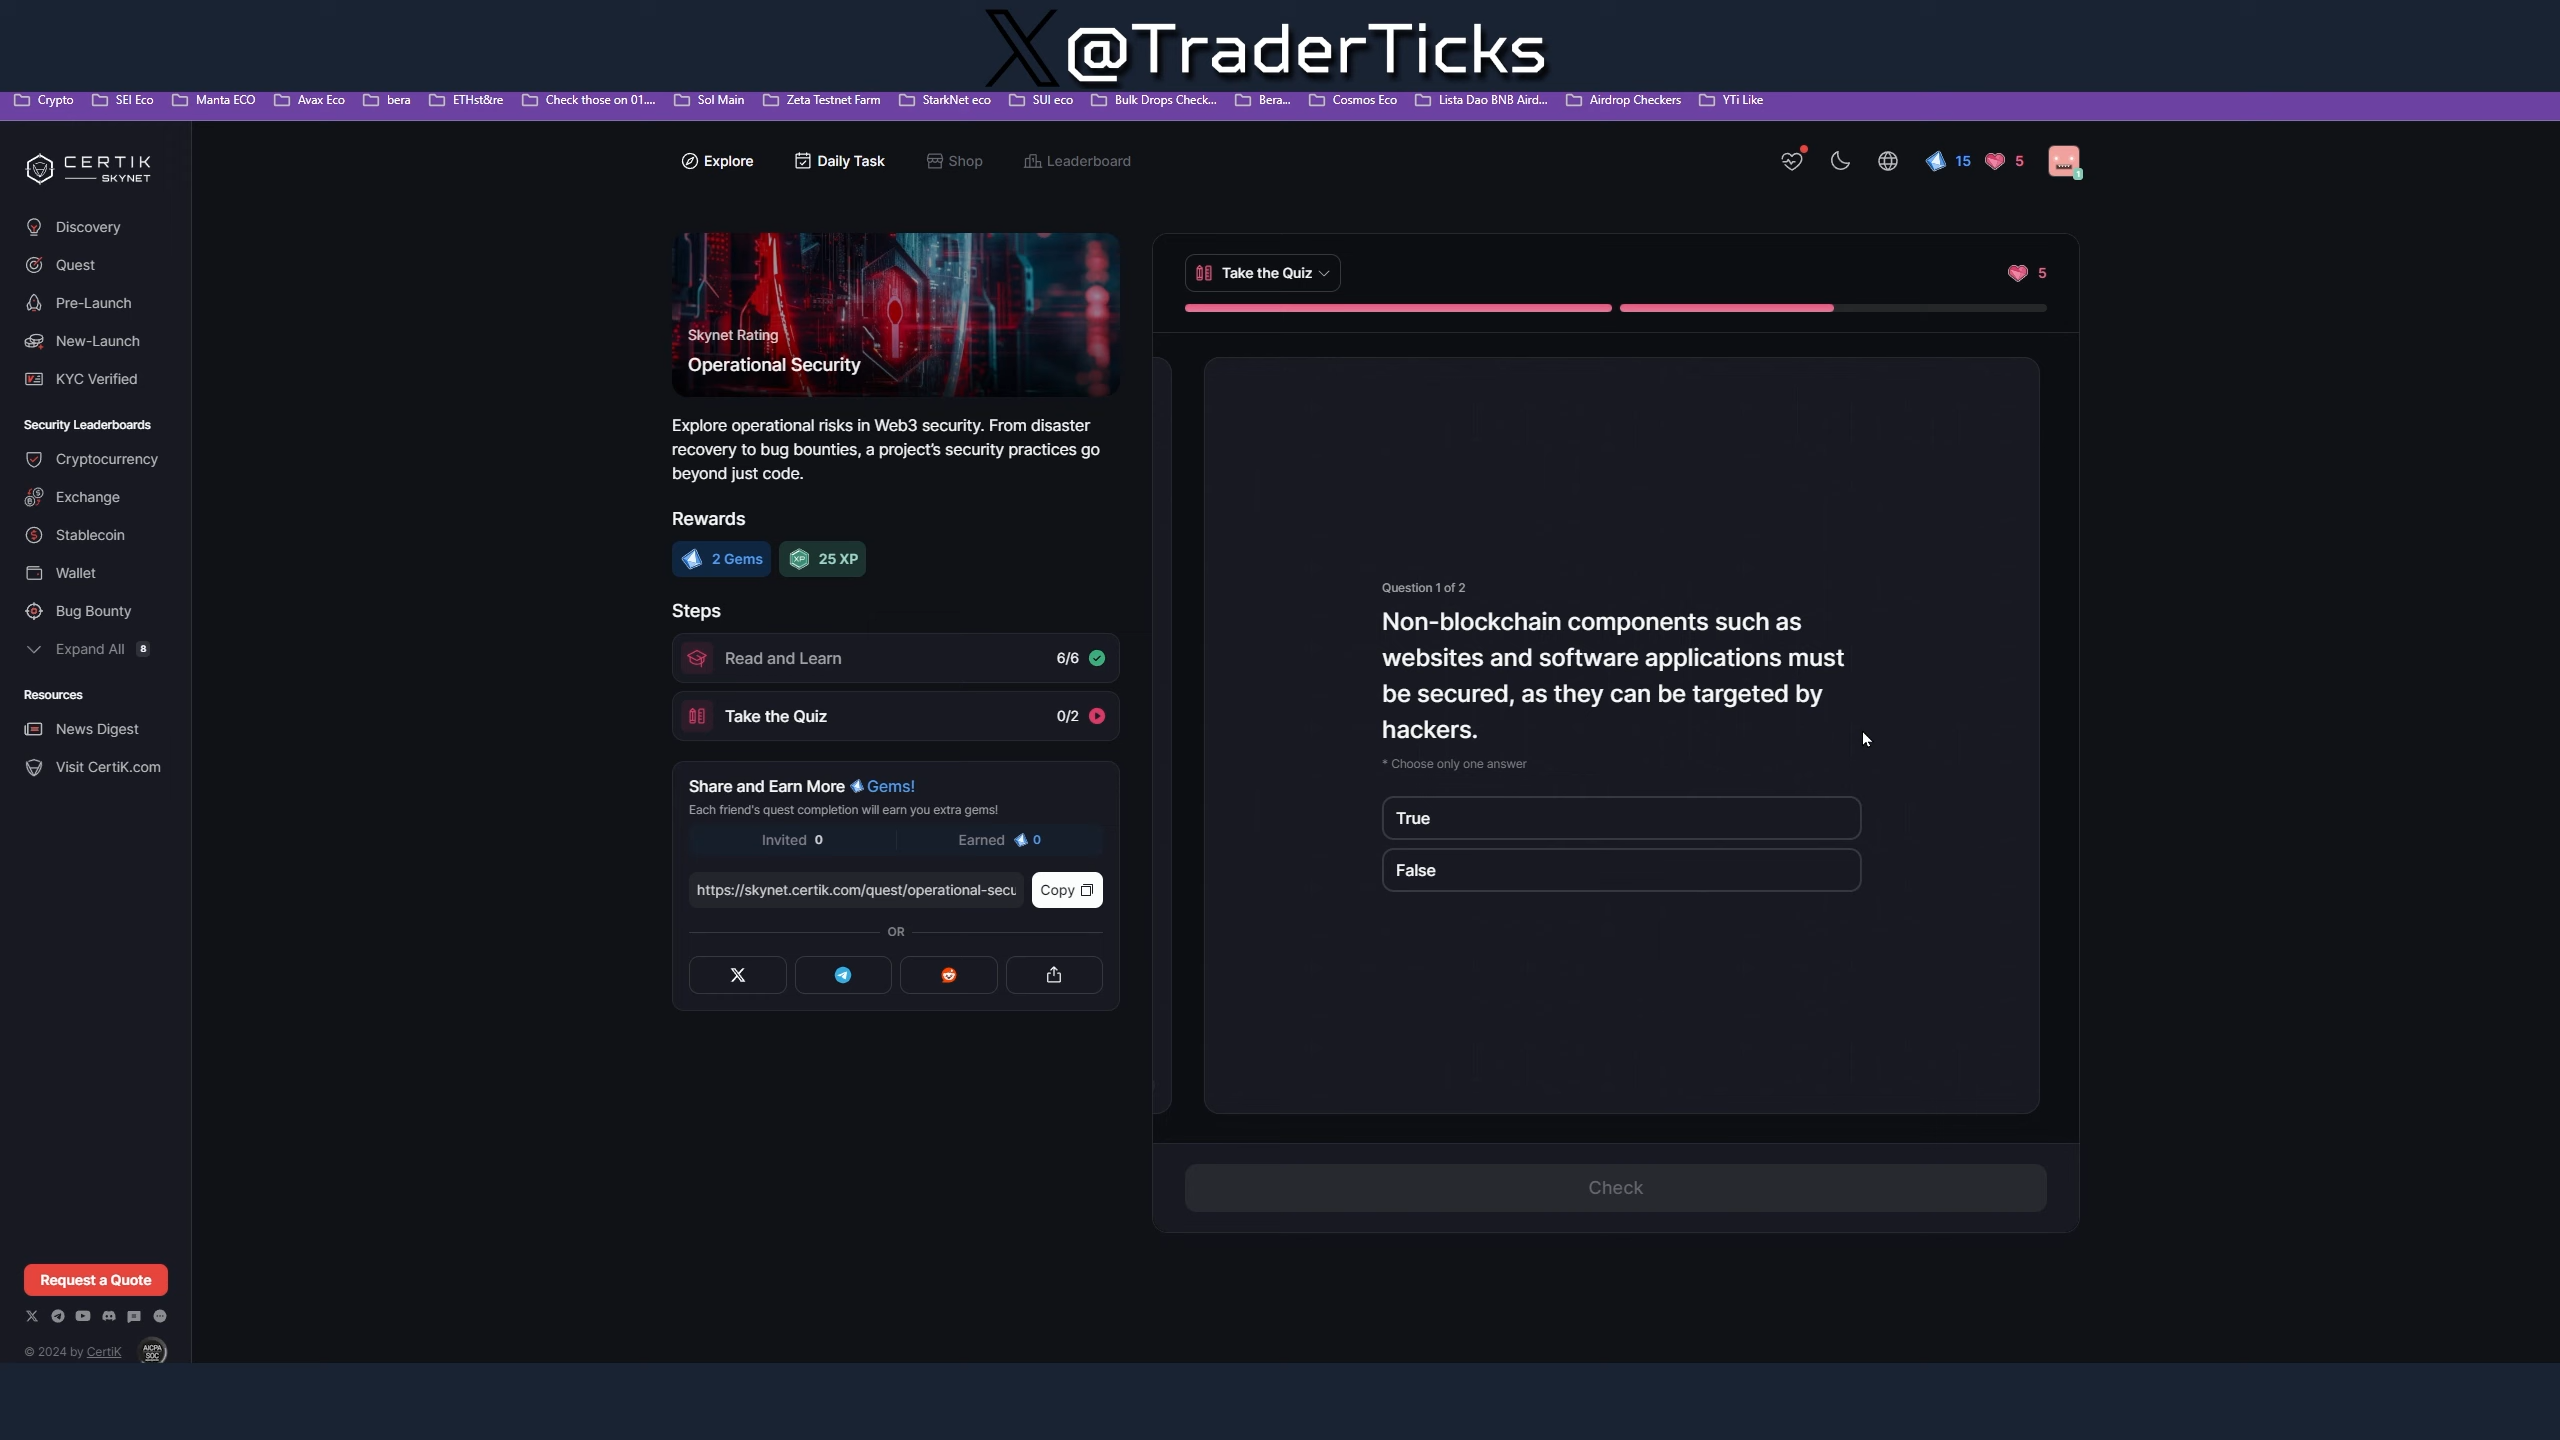 X@TraderTicks
Crypto SEI Eco Manta ECO Avax Eco bera ETHst&re Check those on 01.... Sol Main Zeta Testnet Farm StarkNet eco SUI eco Bulk Drops Check... Bera... Cosmos Eco Lista Dao BNB Aird... Airdrop Checkers YTi Like
CERTIK
SKYNET
Explore Daily Task Shop Leaderboard 15 5
1
Discovery
Quest
Pre-Launch
New-Launch
KYC Verified
Security Leaderboards
Cryptocurrency
Exchange
Stablecoin
Wallet
Bug Bounty
Expand All 8
Resources
News Digest
Visit CertiK.com
Request a Quote
© 2024 by CertiK
AICPA
SOC
Skynet Rating
Operational Security
Explore operational risks in Web3 security. From disaster
recovery to bug bounties, a project's security practices go
beyond just code.
Rewards
2 Gems XP 25 XP
Steps
Read and Learn 6/6
Take the Quiz 0/2
Share and Earn More Gems!
Each friend's quest completion will earn you extra gems!
Invited 0 Earned 0
https://skynet.certik.com/quest/operational-secu Copy
OR
Take the Quiz 5
Question 1 of 2
Non-blockchain components such as
websites and software applications must
be secured, as they can be targeted by
hackers.
* Choose only one answer
True
False
Check